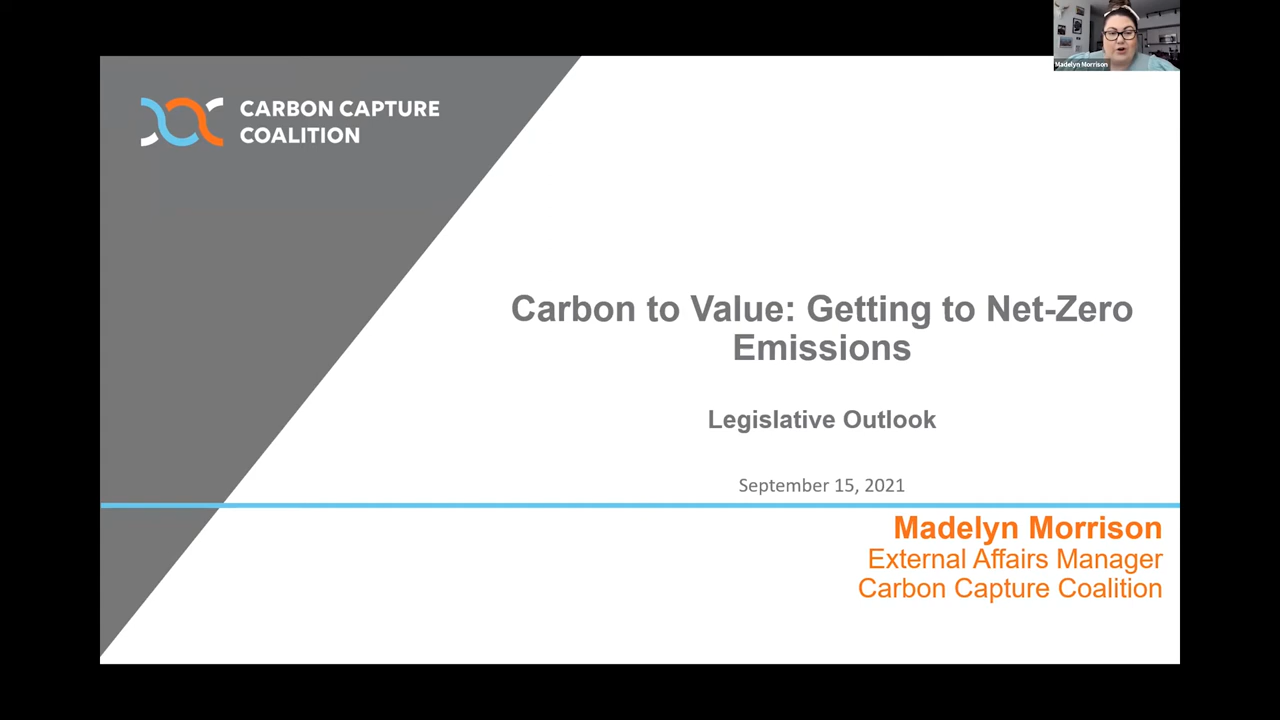 Madelyn Morrison
CARBON CAPTURE
COALITION
Carbon to Value: Getting to Net-Zero
Emissions
Legislative Outlook
September 15, 2021
Madelyn Morrison
External Affairs Manager
Carbon Capture Coalition